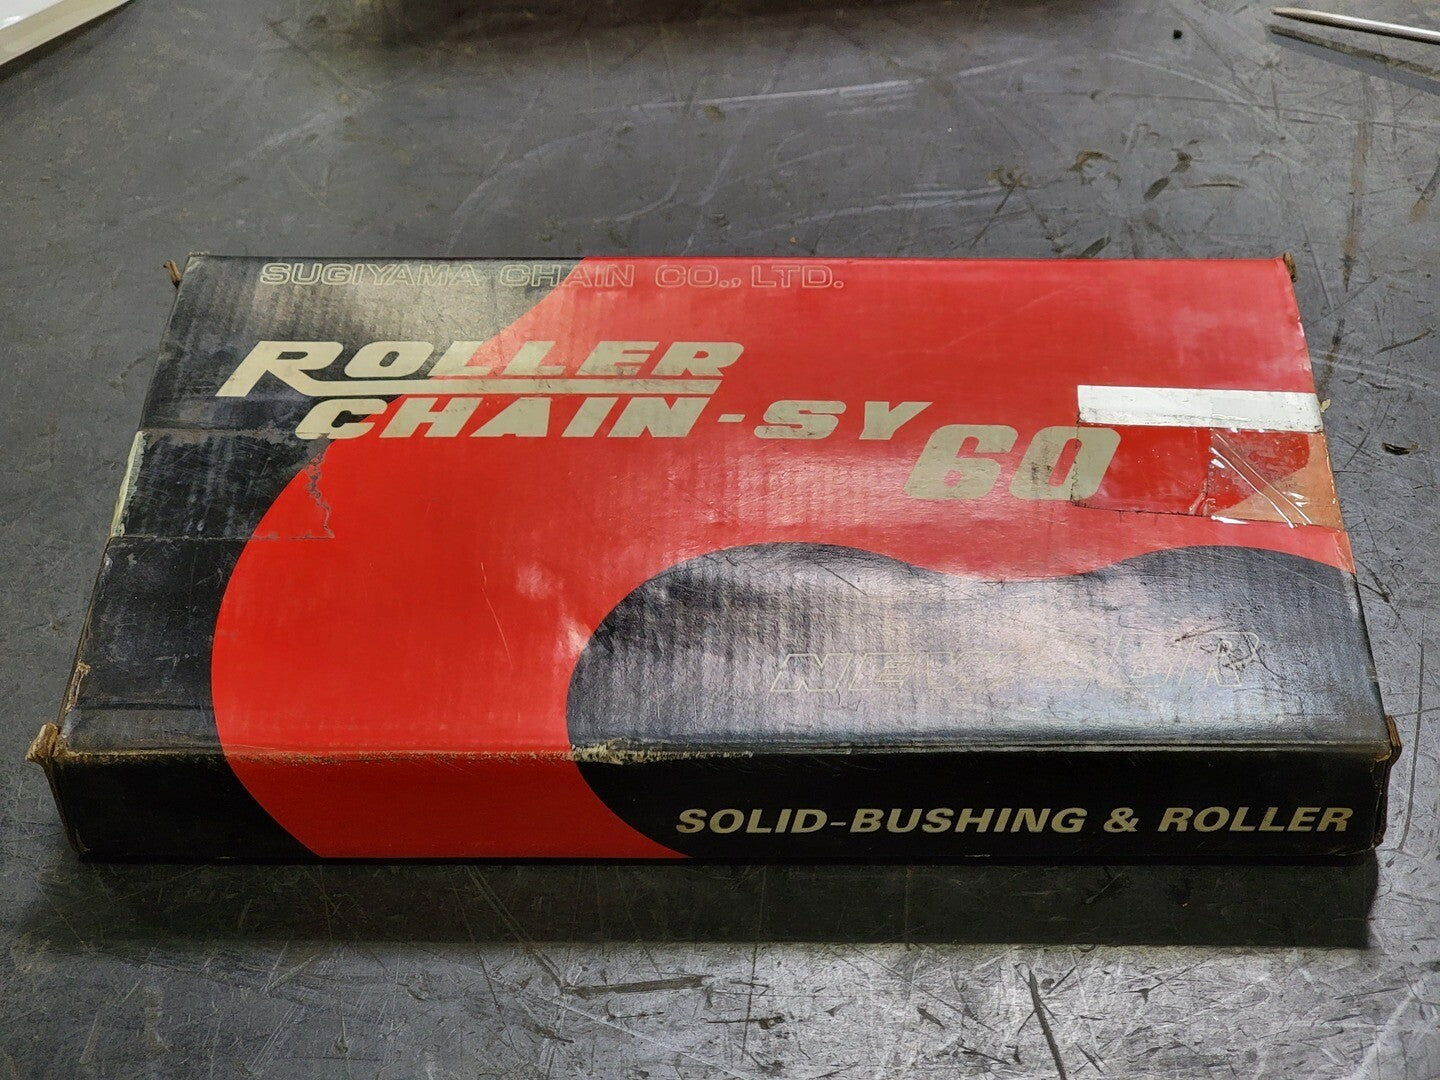 SUGIYAMA CHAIN CO., LTD.
ROLLER
CHAIN-SY 60
SOLID-BUSHING & ROLLER